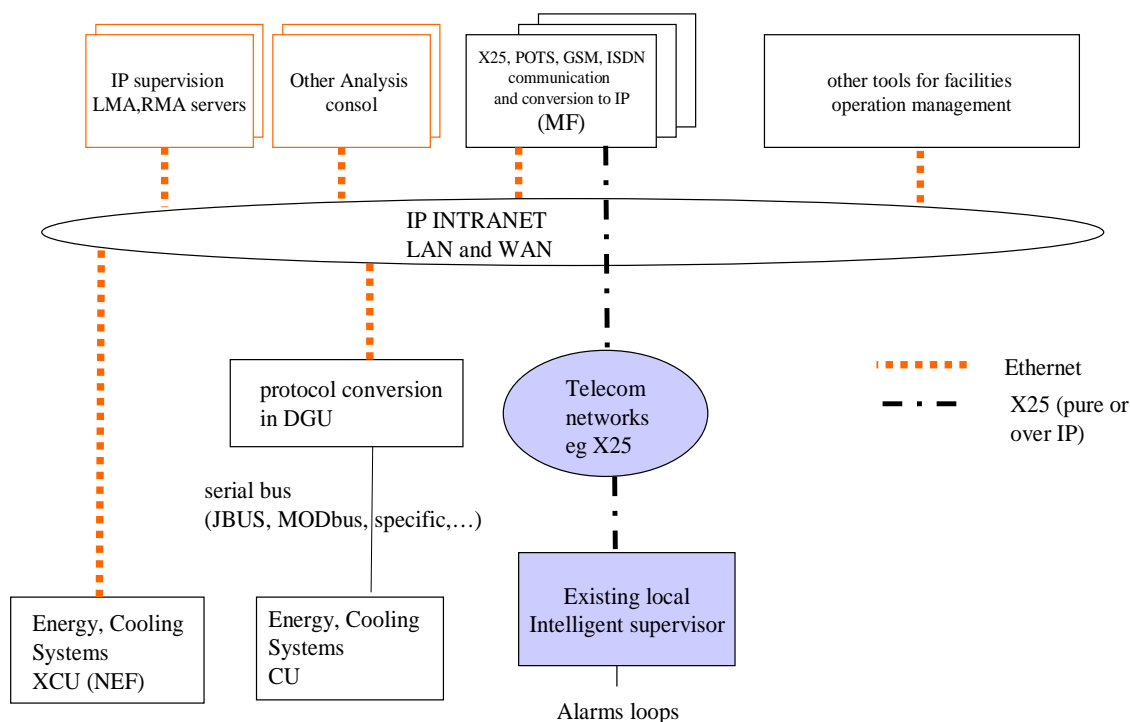 IP supervision
LMA,RMA servers
Other Analysis
consol
X25, POTS, GSM, ISDN
communication
and conversion to IP
(MF)
other tools for facilities
operation management
IP INTRANET
LAN and WAN
protocol conversion
in DGU
Telecom
networks
eg X25
Ethernet
X25 (pure or
over IP)
serial bus
(JBUS, MODbus, specific,…)
Energy, Cooling
Systems
XCU (NEF)
Energy, Cooling
Systems
CU
Existing local
Intelligent supervisor
Alarms loops